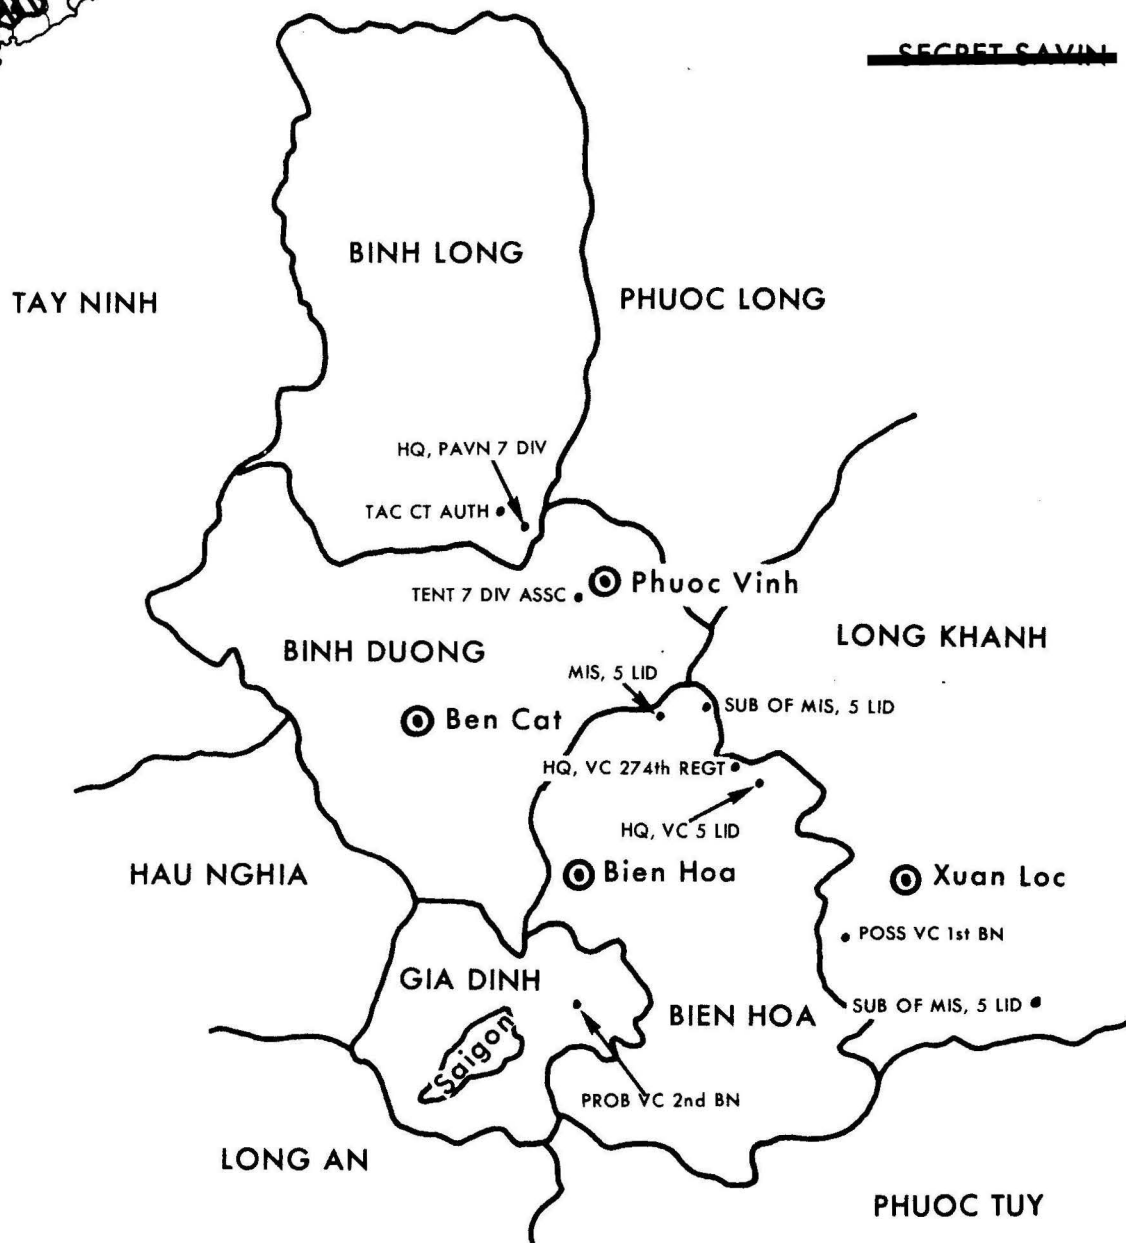 SECRET SAVIN
BINH LONG
TAY NINH
PHUOC LONG
HQ, PAVN 7 DIV
TAC CT AUTH
Phuoc Vinh
TENT 7 DIV ASSC
LONG KHANH
BINH DUONG
MIS, 5 LID
SUB OF MIS, 5 LID
Ben Cat
HQ, VC 274th REGT
HQ, VC 5 LID
HAU NGHIA
Bien Hoa
Xuan Loc
POSS VC 1st BN
GIA DINH
SUB OF MIS, 5 LID
BIEN HOA
Saigon
PROB VC 2nd BN
LONG AN
PHUOC TUY